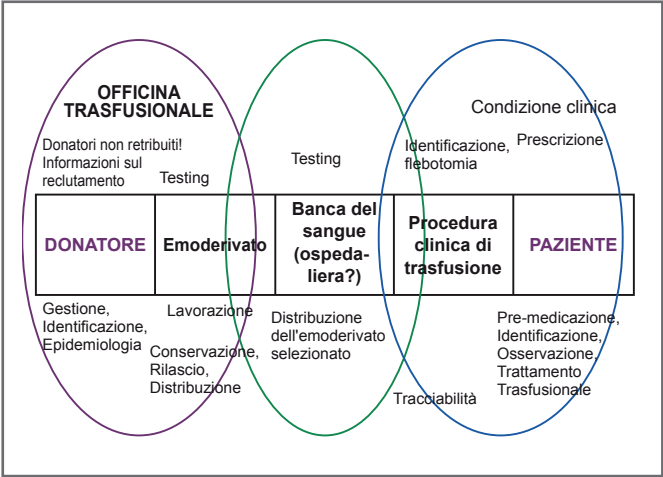 OFFICINA
TRASFUSIONALE
Donatori non retribuiti!
Informazioni sul
reclutamento
Testing
Testing
Condizione clinica
Identificazione,
flebotomia
Prescrizione
DONATORE
Emoderivato
Banca del
sangue
(ospeda-
liera?)
Procedura
clinica di
trasfusione
PAZIENTE
Gestione,
Identificazione,
Epidemiologia
Lavorazione
Conservazione,
Rilascio,
Distribuzione
Distribuzione
dell'emoderivato
selezionato
Tracciabilità
Pre-medicazione,
Identificazione,
Osservazione,
Trattamento
Trasfusionale